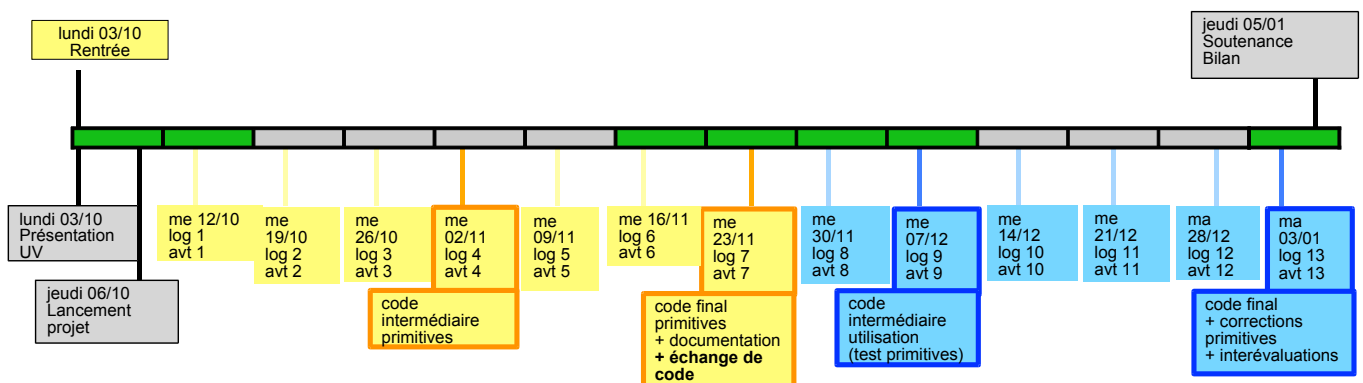 lundi 03/10
Rentrée
jeudi 05/01
Soutenance
Bilan
lundi 03/10
Présentation
UV
jeudi 06/10
Lancement
projet
me 12/10
log 1
avt 1
me
19/10
log 2
avt 2
me
26/10
log 3
avt 3
me
02/11
log 4
avt 4
code
intermédiaire
primitives
me
09/11
log 5
avt 5
me 16/11
log 6
avt 6
me
23/11
log 7
avt 7
code final
primitives
+ documentation
+ échange de
code
me
30/11
log 8
avt 8
me
07/12
log 9
avt 9
code
intermédiaire
utilisation
(test primitives)
me
14/12
log 10
avt 10
me
21/12
log 11
avt 11
ma
28/12
log 12
avt 12
ma
03/01
log 13
avt 13
code final
+ corrections
primitives
+ interévaluations